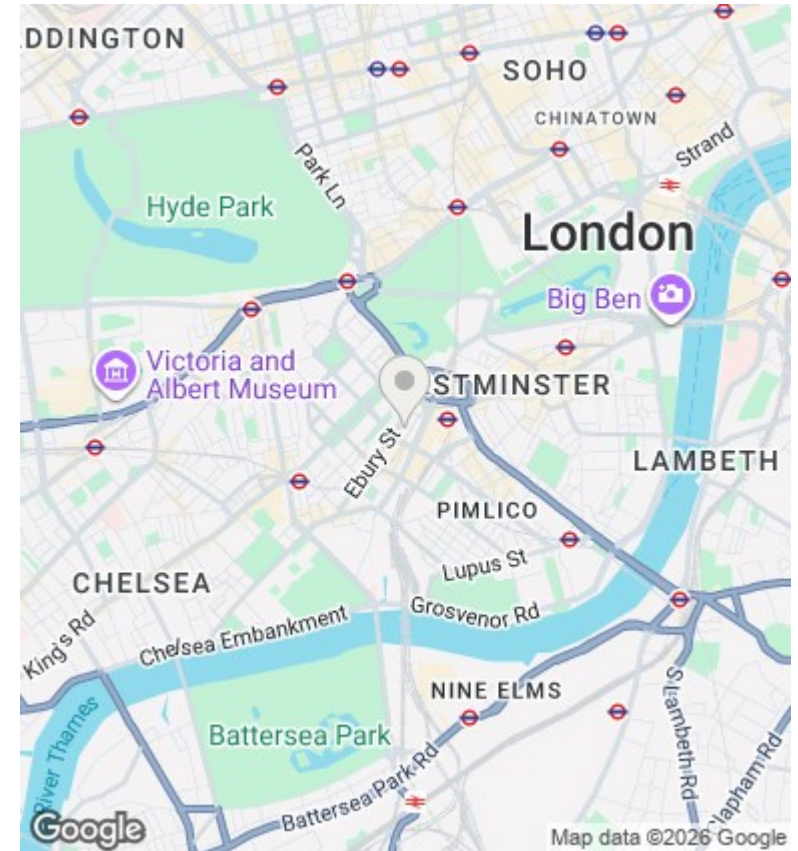 ADDINGTON
SOHO
CHINATOWN
Strand
Park Ln
Hyde Park
London
Big Ben
Victoria and
Albert Museum
STMINSTER
Ebury St
LAMBETH
PIMLICO
Lupus St
CHELSEA
Grosvenor Rd
Chelsea Embankment
King's Rd
NINE ELMS
S Lambeth Rd
River Thames
Battersea Park
Battersea Park Rd
Clapham Rd
Google
Map data ©2026 Google